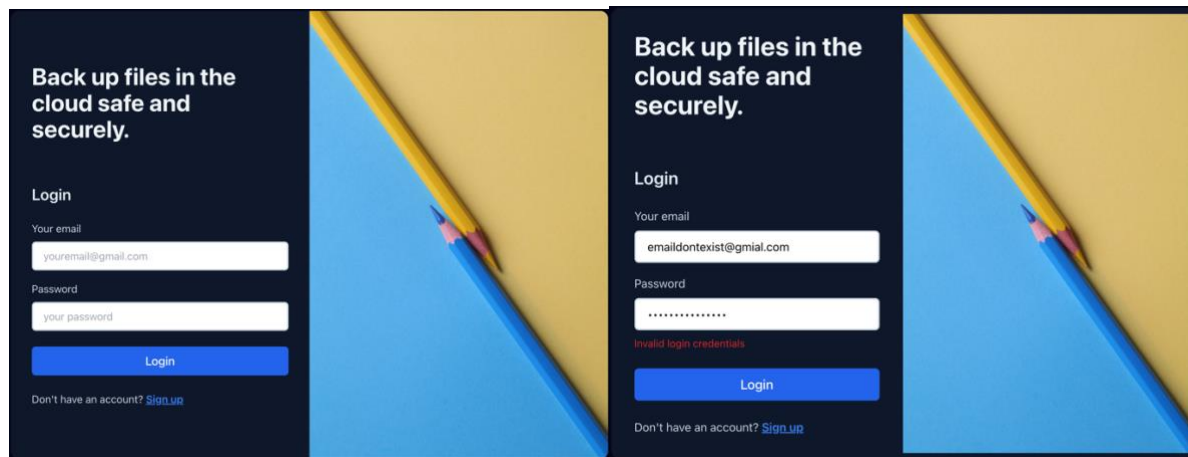 Back up files in the
cloud safe and
securely.
Login
Your email
youremail@gmail.com
Password
your password
Login
Don't have an account? Sign up
Back up files in the
cloud safe and
securely.
Login
Your email
emaildontexist@gmial.com
Password
•••••••••••••••
Invalid login credentials
Login
Don't have an account? Sign up